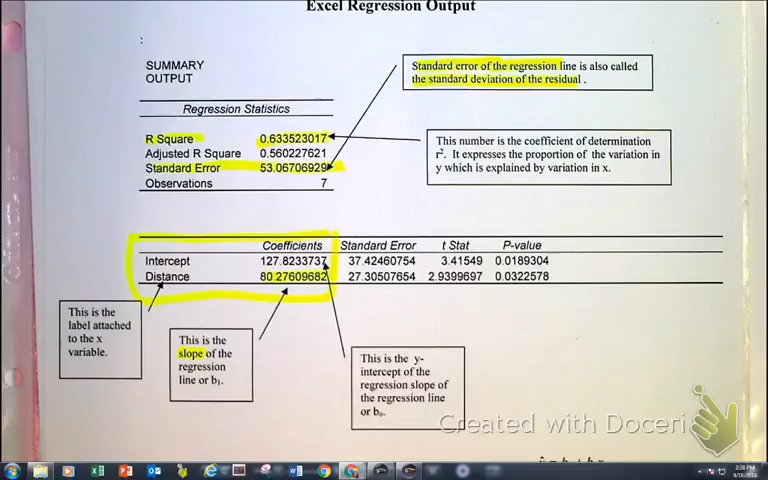 Excel Regression Output
:
SUMMARY
OUTPUT
Regression Statistics
R Square 0.633523017
Adjusted R Square 0.560227621
Standard Error 53.06706929
Observations 7
Standard error of the regression line is also called
the standard deviation of the residual .
This number is the coefficient of determination
r². It expresses the proportion of the variation in
y which is explained by variation in x.
Coefficients Standard Error t Stat P-value
Intercept 127.8233737 37.42460754 3.41549 0.0189304
Distance 80.27609682 27.30507654 2.9399697 0.0322578
This is the
label attached
to the x
variable.
This is the
slope of the
regression
line or b₁.
This is the y-
intercept of the
regression slope of
the regression line
or b₀.
Created with Doceri
2:38 PM